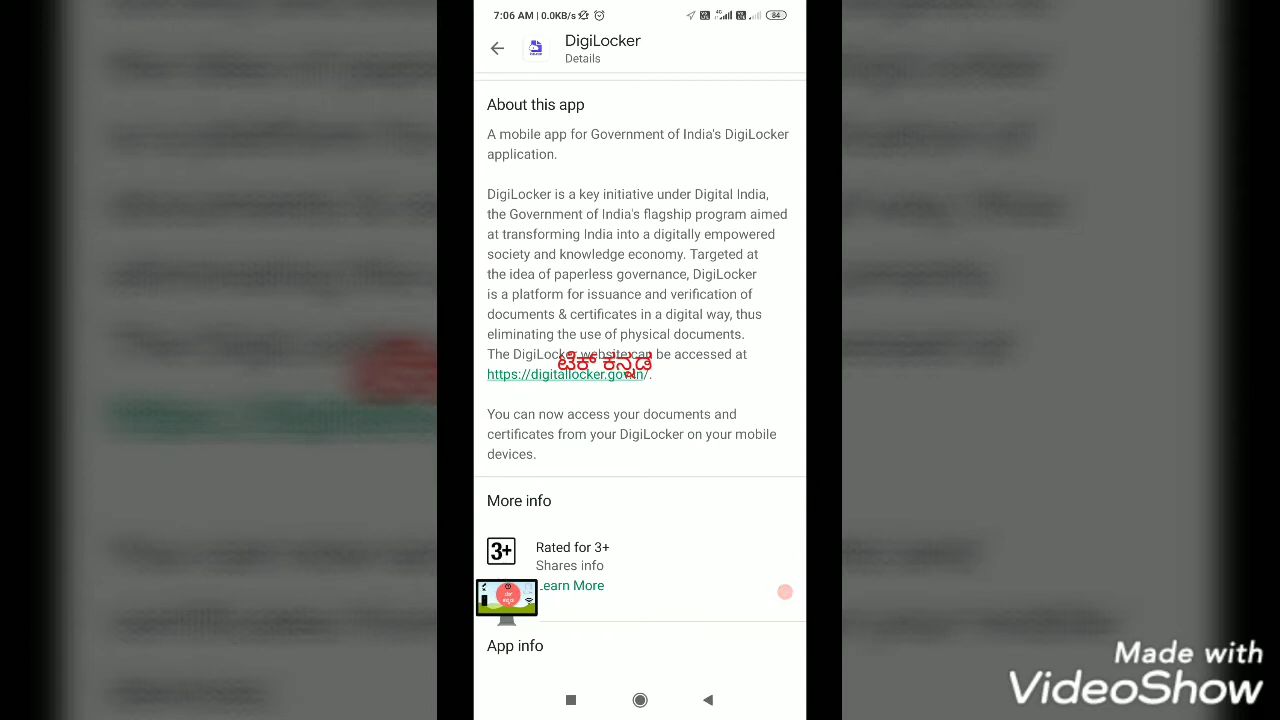 7:06 AM | 0.0KB/s
4G
84
DigiLocker
Details
About this app
A mobile app for Government of India's DigiLocker
application.
DigiLocker is a key initiative under Digital India,
the Government of India's flagship program aimed
at transforming India into a digitally empowered
society and knowledge economy. Targeted at
the idea of paperless governance, DigiLocker
is a platform for issuance and verification of
documents & certificates in a digital way, thus
eliminating the use of physical documents.
The DigiLocker website can be accessed at
ಟೆಕ್ ಕನ್ನಡ
https://digitallocker.gov.in/.
You can now access your documents and
certificates from your DigiLocker on your mobile
devices.
More info
3+
Rated for 3+
Shares info
Learn More
App info
Made with
VideoShow